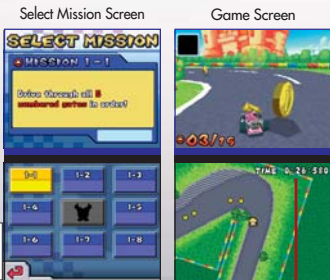 Select Mission Screen
Game Screen
SELECT MISSION
MISSION 1-1
Drive through all 5
numbered gates in order!
03/15
1-1
1-2
1-3
1-4
1-5
1-6
1-7
1-8
TIME 0:26 580